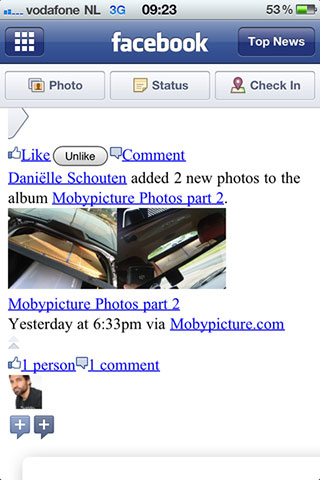 vodafone NL 3G 09:23 53 %
facebook Top News
Photo Status Check In
Like Unlike Comment
Daniëlle Schouten added 2 new photos to the
album Mobypicture Photos part 2.
Mobypicture Photos part 2
Yesterday at 6:33pm via Mobypicture.com
1 person 1 comment